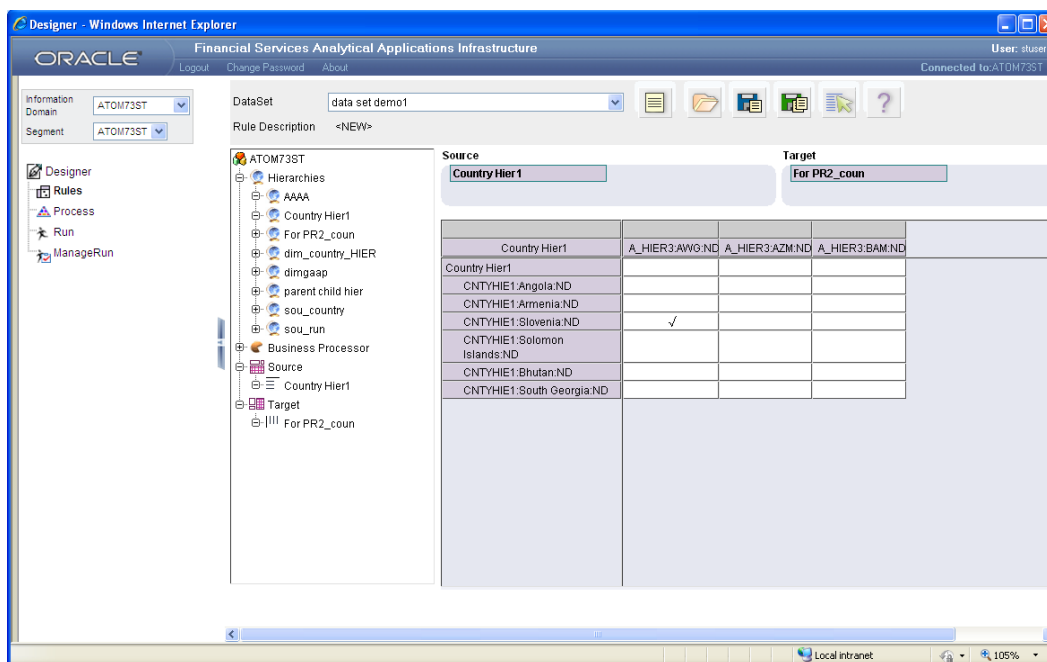 Designer - Windows Internet Explorer
ORACLE
Financial Services Analytical Applications Infrastructure
User: stuser
Logout Change Password About
Connected to:ATOM73ST
Information Domain ATOM73ST
Segment ATOM73ST
DataSet data set demo1
Rule Description <NEW>
Designer
Rules
Process
Run
ManageRun
ATOM73ST
Hierarchies
AAAA
Country Hier1
For PR2_coun
dim_country_HIER
dimgaap
parent child hier
sou_country
sou_run
Business Processor
Source
Country Hier1
Target
For PR2_coun
Source Target
Country Hier1 For PR2_coun
Country Hier1 A_HIER3:AWG:ND A_HIER3:AZM:ND A_HIER3:BAM:ND
Country Hier1
CNTYHIE1:Angola:ND
CNTYHIE1:Armenia:ND
CNTYHIE1:Slovenia:ND √
CNTYHIE1:Solomon
Islands:ND
CNTYHIE1:Bhutan:ND
CNTYHIE1:South Georgia:ND
Local intranet 105%